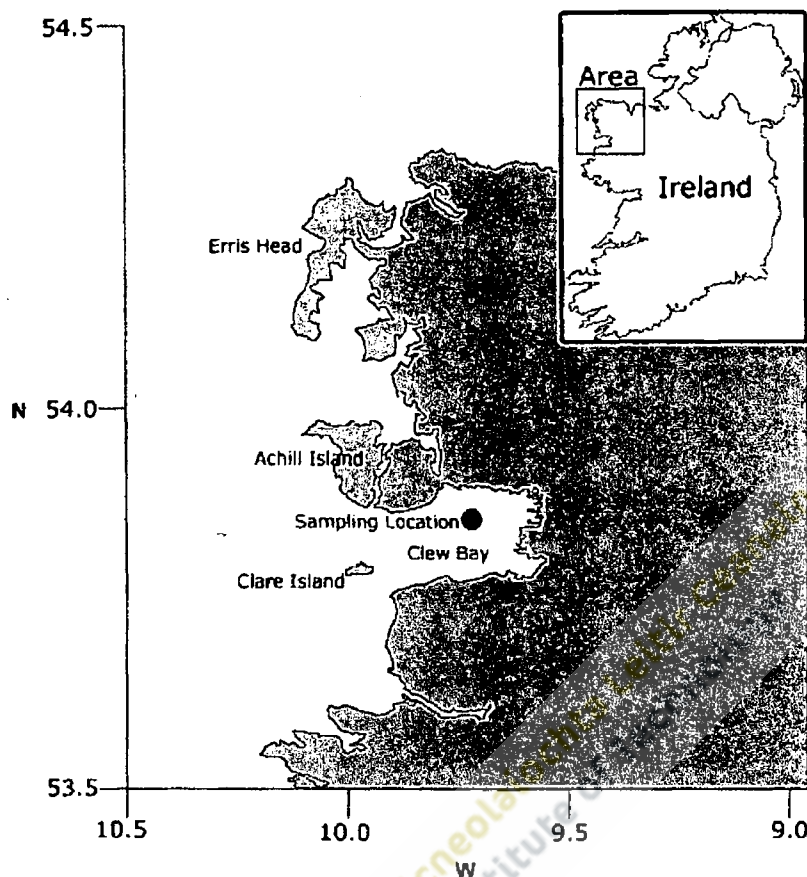 54.5
Area
Ireland
Erris Head
N 54.0
Achill Island
Sampling Location
Clew Bay
Clare Island
53.5
10.5 10.0 9.5 9.0
W